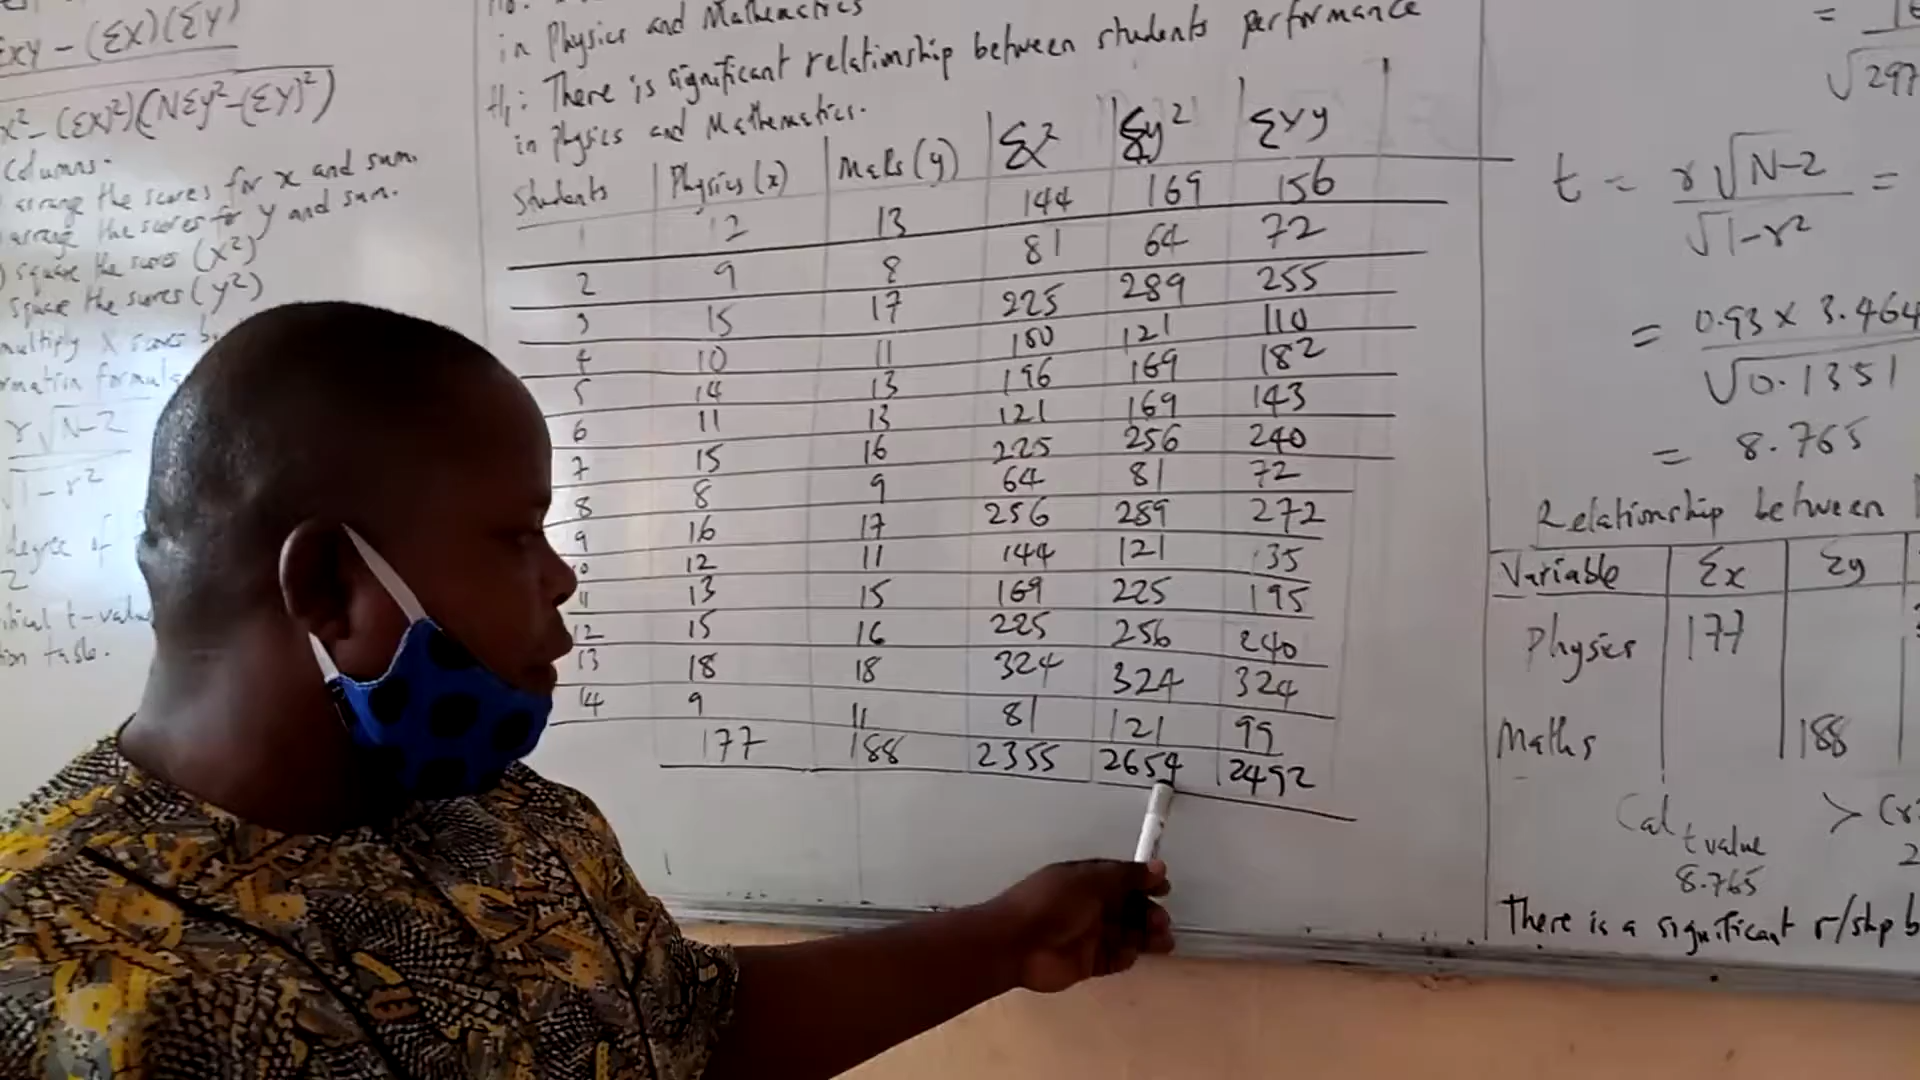 Σxy - (Σx)(Σy)
x² - (Σx)²)(NΣy² - (Σy)²)
Columns.
arrange the scores for x and sum.
arrange the scores for y and sum.
square the scores (x²)
square the scores (y²)
multiply x scores b
rmation formula
r√N-2
√1-r²
degree of
2
itical t-value
ion table.
in Physics and Mathematics
H₁: There is significant relationship between students performance
in Physics and Mathematics.
Students Physics (x) Maths (y) Σx² Σy² Σxy
1 12 13 144 169 156
2 9 8 81 64 72
3 15 17 225 289 255
4 10 11 100 121 110
5 14 13 196 169 182
6 11 13 121 169 143
7 15 16 225 256 240
8 8 9 64 81 72
9 16 17 256 289 272
10 12 11 144 121 135
11 13 15 169 225 195
12 15 16 225 256 240
13 18 18 324 324 324
14 9 11 81 121 99
177 188 2355 2654 2492
=
√297
t = r√N-2 =
√1-r²
= 0.93 x 3.464
√0.1351
= 8.765
Relationship between
Variable Σx Σy
Physics 177
Maths 188
Cal t value >
8.765 2
There is a significant r/shp b